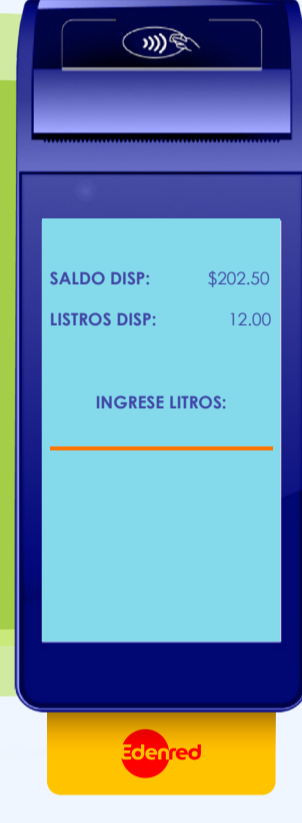 SALDO DISP: $202.50
LISTROS DISP: 12.00
INGRESE LITROS:
Edenred